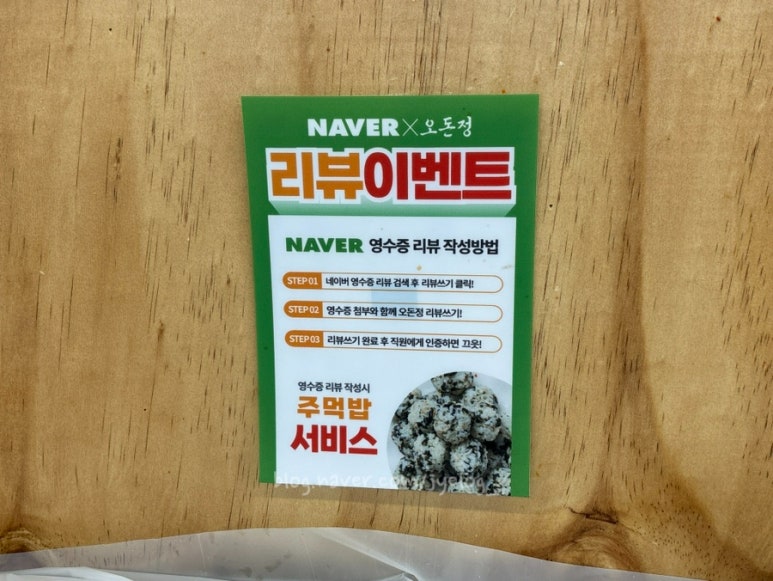 NAVER×오돈정
리뷰이벤트
NAVER 영수증 리뷰 작성방법
STEP 01 네이버 영수증 리뷰 검색 후 리뷰쓰기 클릭!
STEP 02 영수증 첨부와 함께 오돈정 리뷰쓰기!
STEP 03 리뷰쓰기 완료 후 직원에게 인증하면 끄읏!
영수증 리뷰 작성시
주먹밥
서비스
blog.naver.com/jyelog